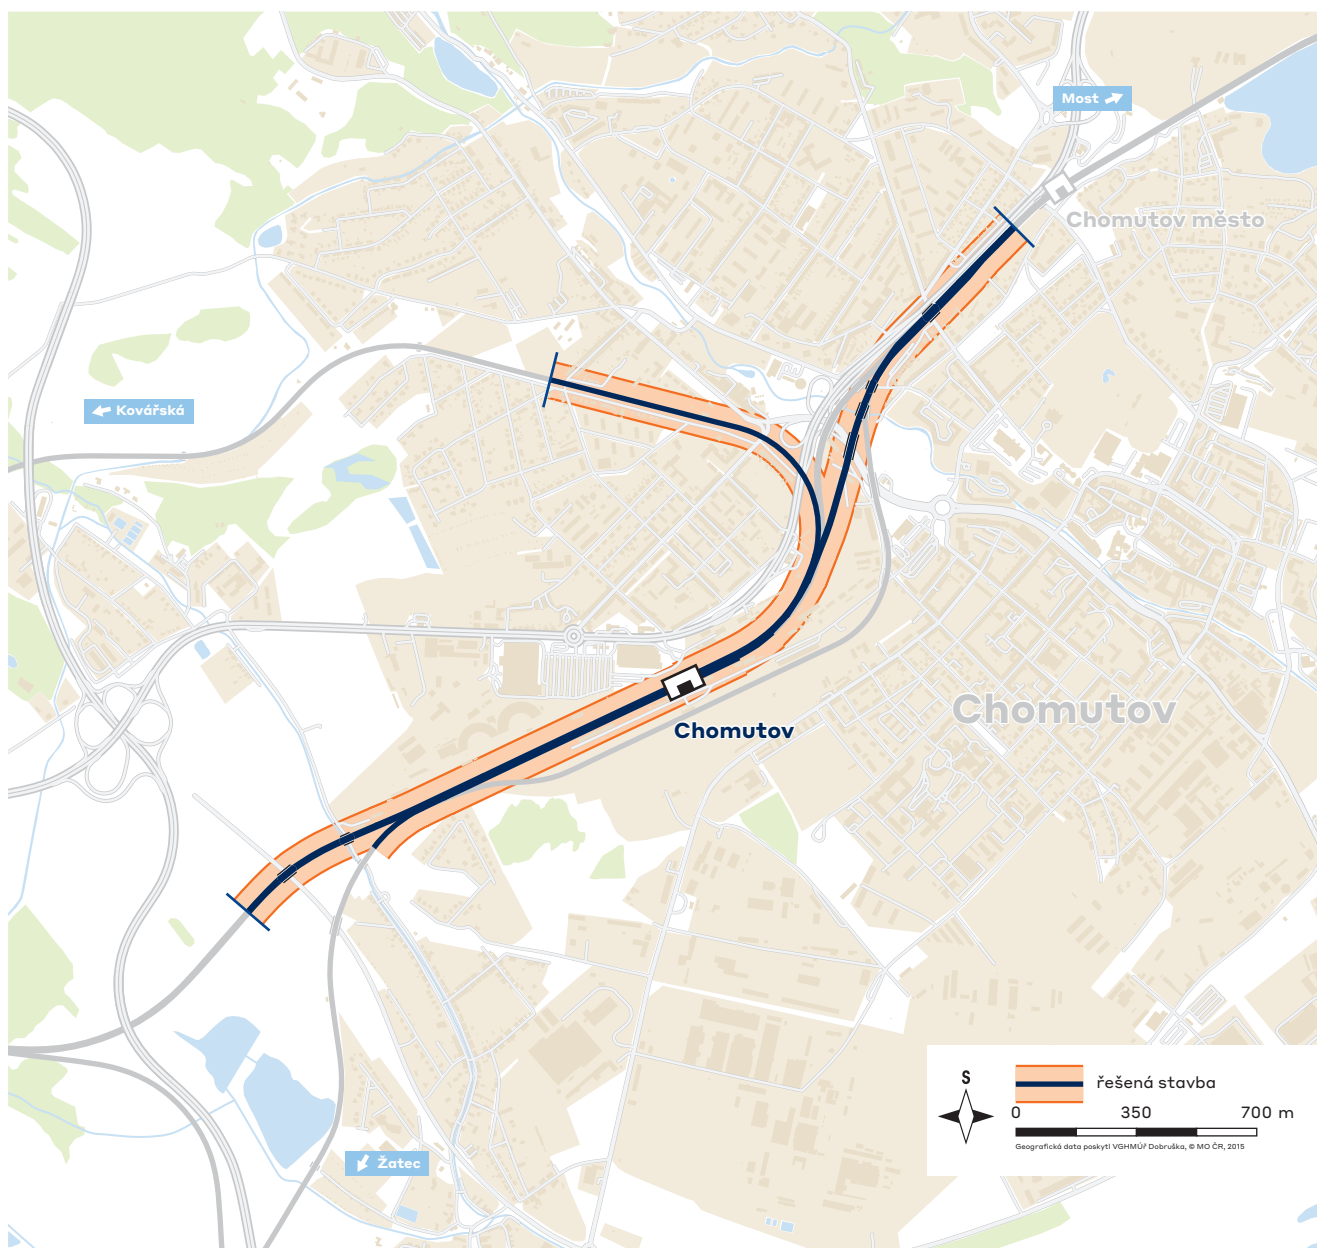 Most
Chomutov město
Kovářská
Chomutov
Chomutov
S
řešená stavba
0 350 700 m
Geografická data poskytl VGHMÚř Dobruška, © MO ČR, 2015
Žatec